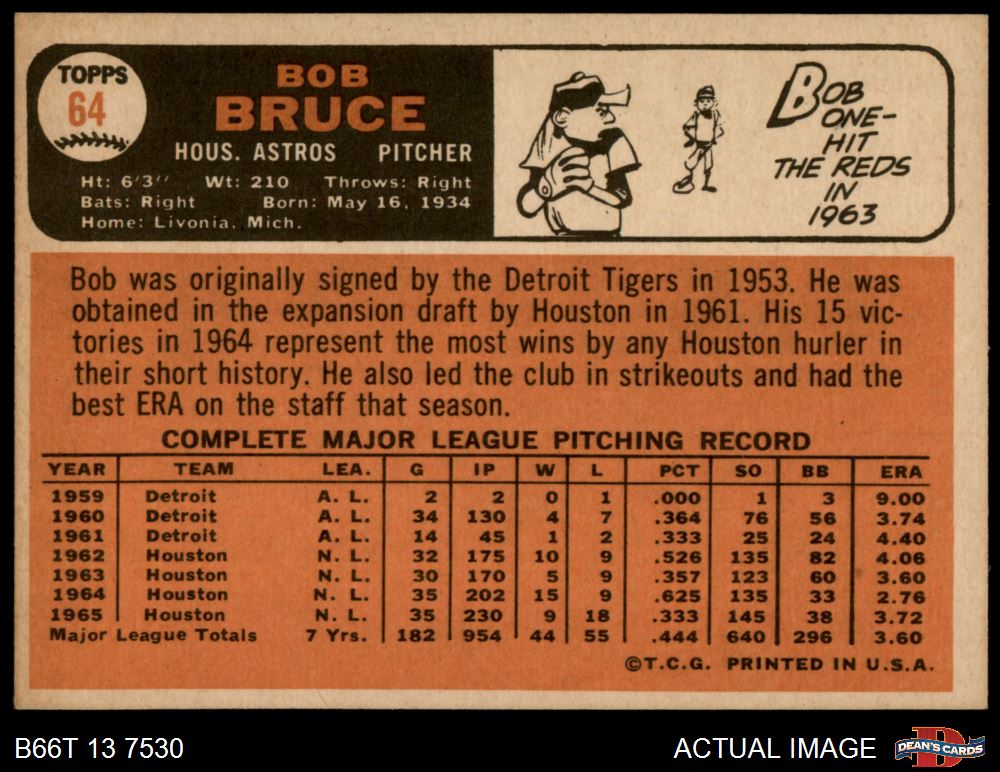 TOPPS
64
BOB
BRUCE
HOUS. ASTROS PITCHER
Ht: 6'3" Wt: 210 Throws: Right
Bats: Right Born: May 16, 1934
Home: Livonia, Mich.
BOB
ONE-
HIT
THE REDS
IN
1963
Bob was originally signed by the Detroit Tigers in 1953. He was
obtained in the expansion draft by Houston in 1961. His 15 vic-
tories in 1964 represent the most wins by any Houston hurler in
their short history. He also led the club in strikeouts and had the
best ERA on the staff that season.
COMPLETE MAJOR LEAGUE PITCHING RECORD
YEAR TEAM LEA. G IP W L PCT SO BB ERA
1959 Detroit A. L. 2 2 0 1 .000 1 3 9.00
1960 Detroit A. L. 34 130 4 7 .364 76 56 3.74
1961 Detroit A. L. 14 45 1 2 .333 25 24 4.40
1962 Houston N. L. 32 175 10 9 .526 135 82 4.06
1963 Houston N. L. 30 170 5 9 .357 123 60 3.60
1964 Houston N. L. 35 202 15 9 .625 135 33 2.76
1965 Houston N. L. 35 230 9 18 .333 145 38 3.72
Major League Totals 7 Yrs. 182 954 44 55 .444 640 296 3.60
©T.C.G. PRINTED IN U.S.A.
B66T 13 7530
ACTUAL IMAGE
DEAN'S CARDS